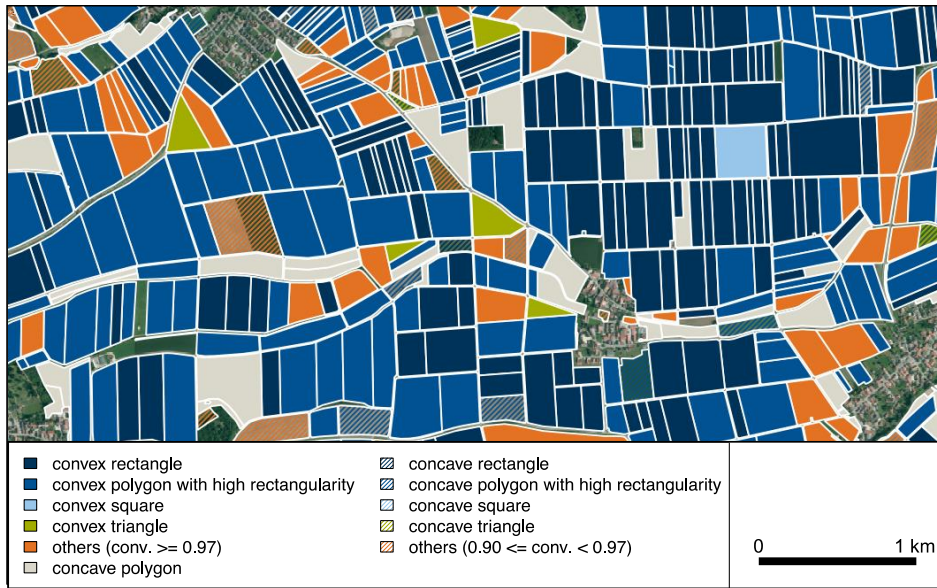 convex rectangle
convex polygon with high rectangularity
convex square
convex triangle
others (conv. >= 0.97)
concave polygon
concave rectangle
concave polygon with high rectangularity
concave square
concave triangle
others (0.90 <= conv. < 0.97)
0 1 km